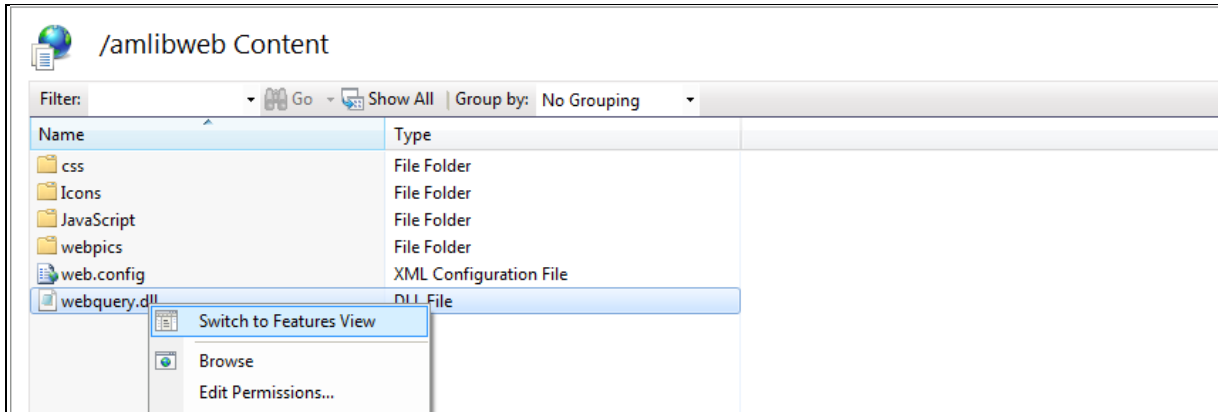 /amlibweb Content
Filter: Go Show All Group by: No Grouping
Name Type
css File Folder
Icons File Folder
JavaScript File Folder
webpics File Folder
web.config XML Configuration File
webquery.dll DLL File
Switch to Features View
Browse
Edit Permissions...